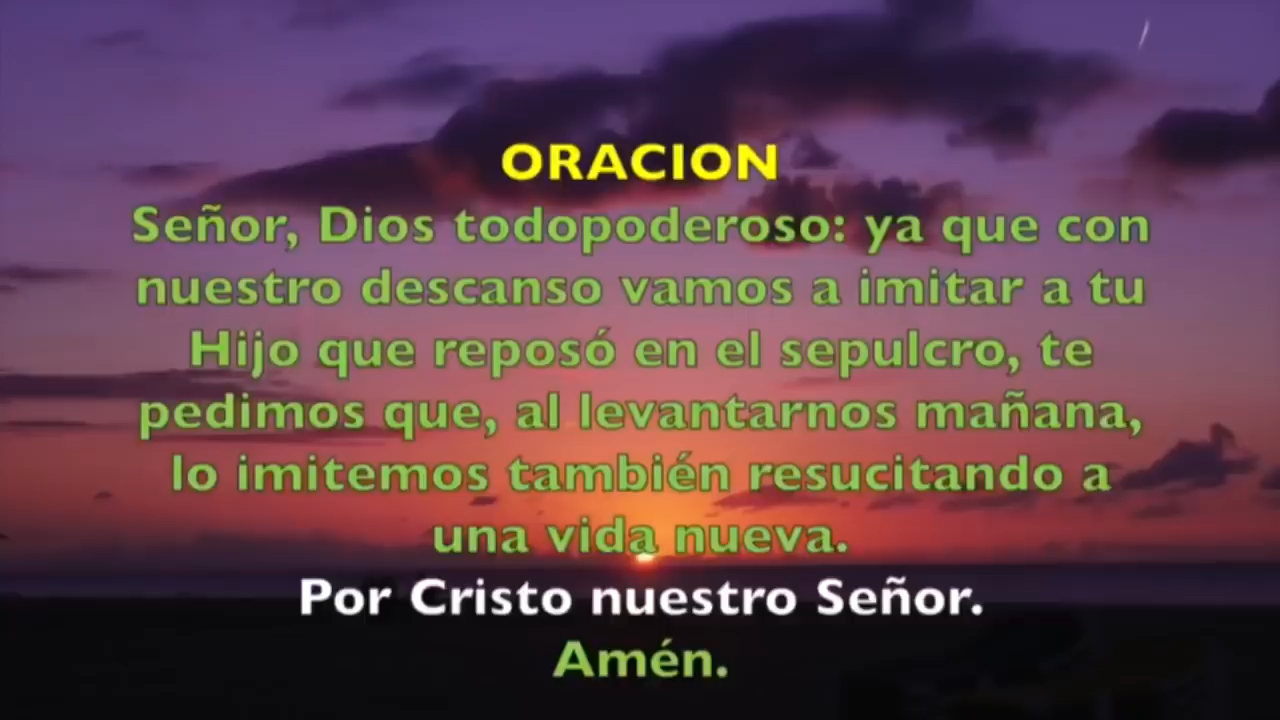 ORACION
Señor, Dios todopoderoso: ya que con
nuestro descanso vamos a imitar a tu
Hijo que reposó en el sepulcro, te
pedimos que, al levantarnos mañana,
lo imitemos también resucitando a
una vida nueva.
Por Cristo nuestro Señor.
Amén.